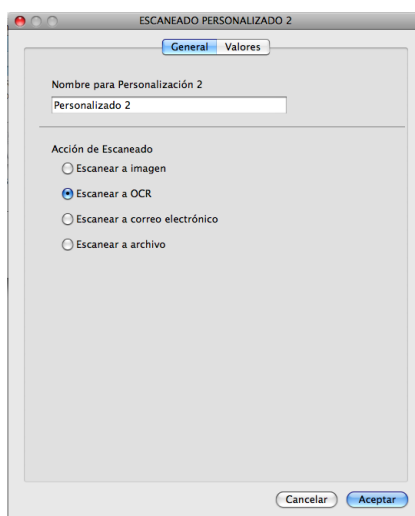 ESCANEADO PERSONALIZADO 2
General Valores
Nombre para Personalización 2
Personalizado 2
Acción de Escaneado
Escanear a imagen
Escanear a OCR
Escanear a correo electrónico
Escanear a archivo
Cancelar Aceptar